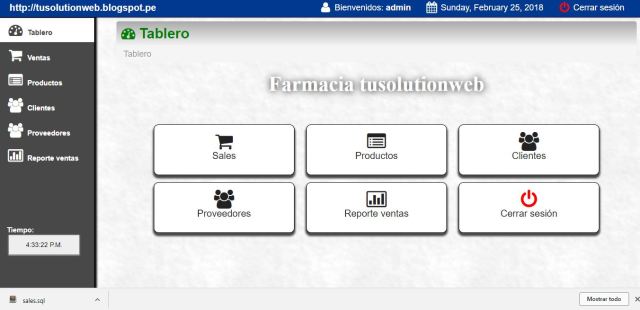 http://tusolutionweb.blogspot.pe Bienvenidos: admin Sunday, February 25, 2018 Cerrar sesión
Tablero
Ventas
Productos
Clientes
Proveedores
Reporte ventas
Tiempo:
4:33:22 P.M.
Tablero
Tablero
Farmacia tusolutionweb
Sales Productos Clientes
Proveedores Reporte ventas Cerrar sesión
sales.sql Mostrar todo